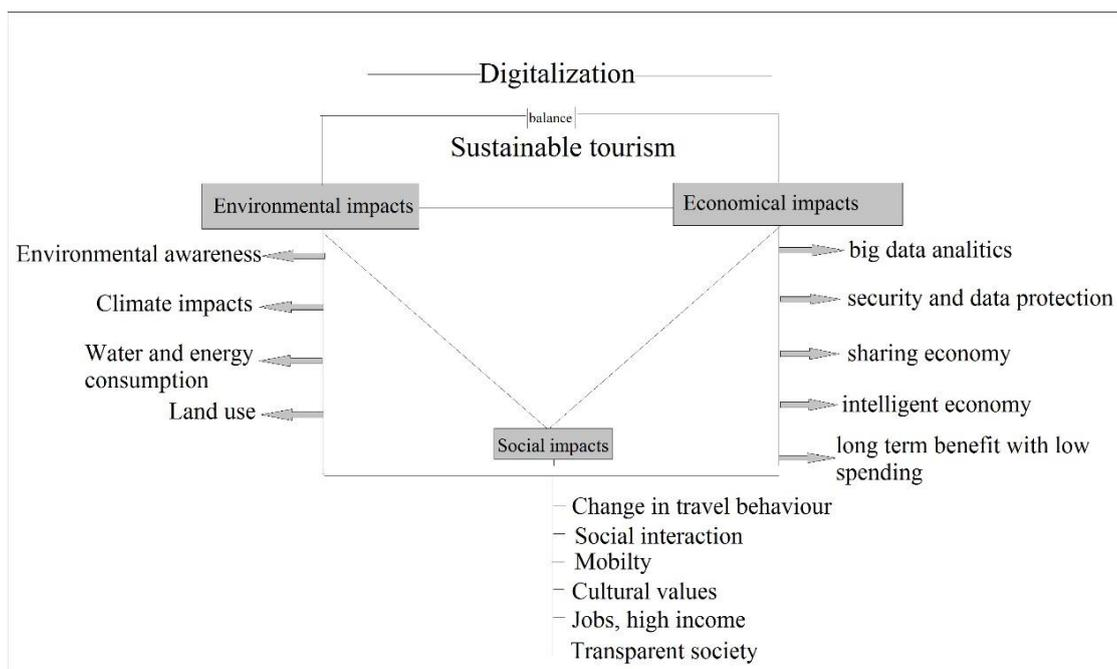 Digitalization
balance
Sustainable tourism
Environmental impacts
Economical impacts
Environmental awareness
Climate impacts
Water and energy
consumption
Land use
big data analitics
security and data protection
sharing economy
intelligent economy
long term benefit with low
spending
Social impacts
Change in travel behaviour
Social interaction
Mobilty
Cultural values
Jobs, high income
Transparent society